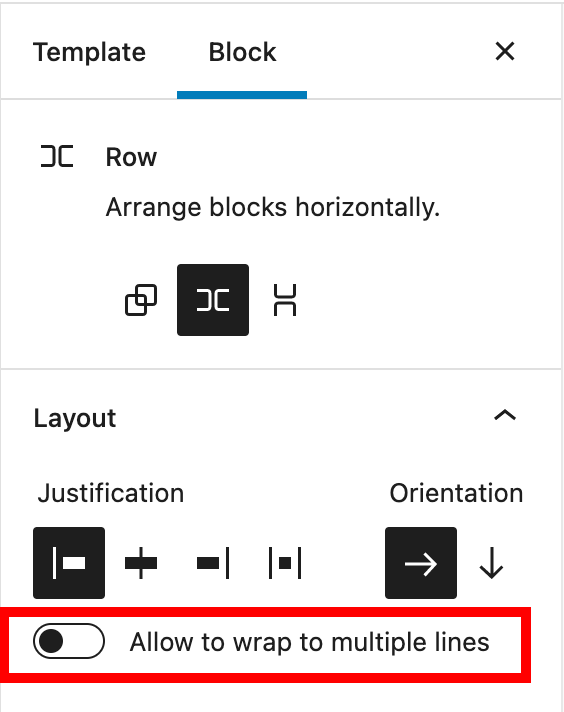 Template Block
Row
Arrange blocks horizontally.
Layout
Justification Orientation
Allow to wrap to multiple lines